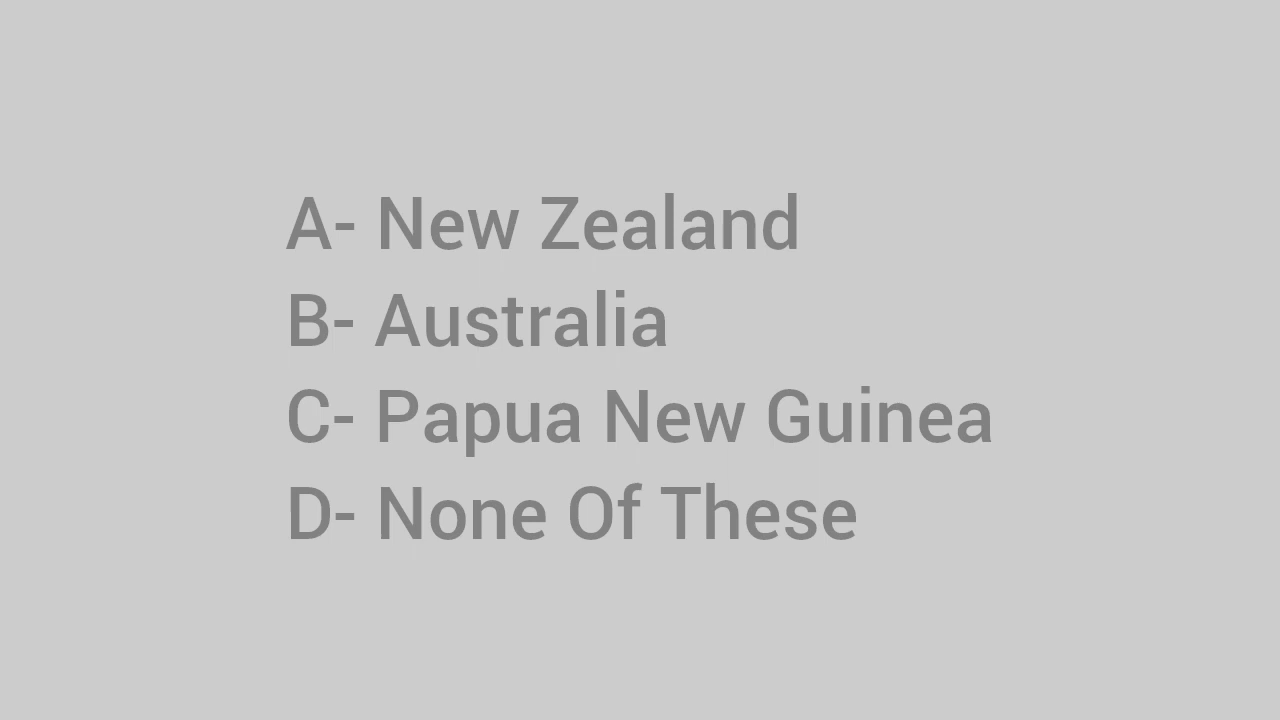 A- New Zealand
B- Australia
C- Papua New Guinea
D- None Of These